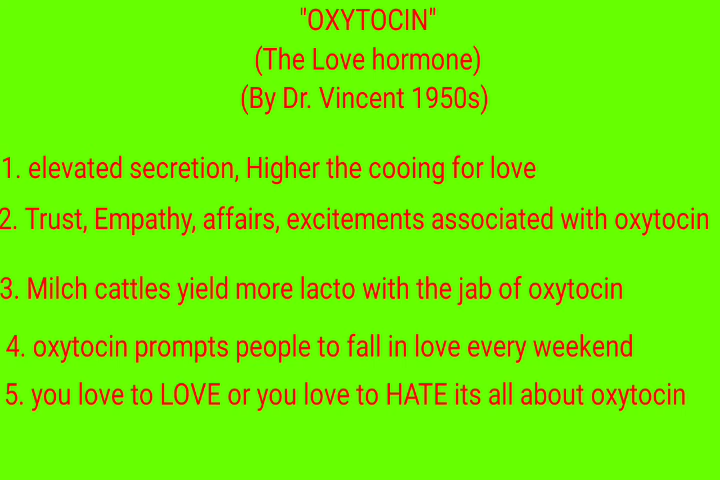 "OXYTOCIN"
(The Love hormone)
(By Dr. Vincent 1950s)
1. elevated secretion, Higher the cooing for love
2. Trust, Empathy, affairs, excitements associated with oxytocin
3. Milch cattles yield more lacto with the jab of oxytocin
4. oxytocin prompts people to fall in love every weekend
5. you love to LOVE or you love to HATE its all about oxytocin